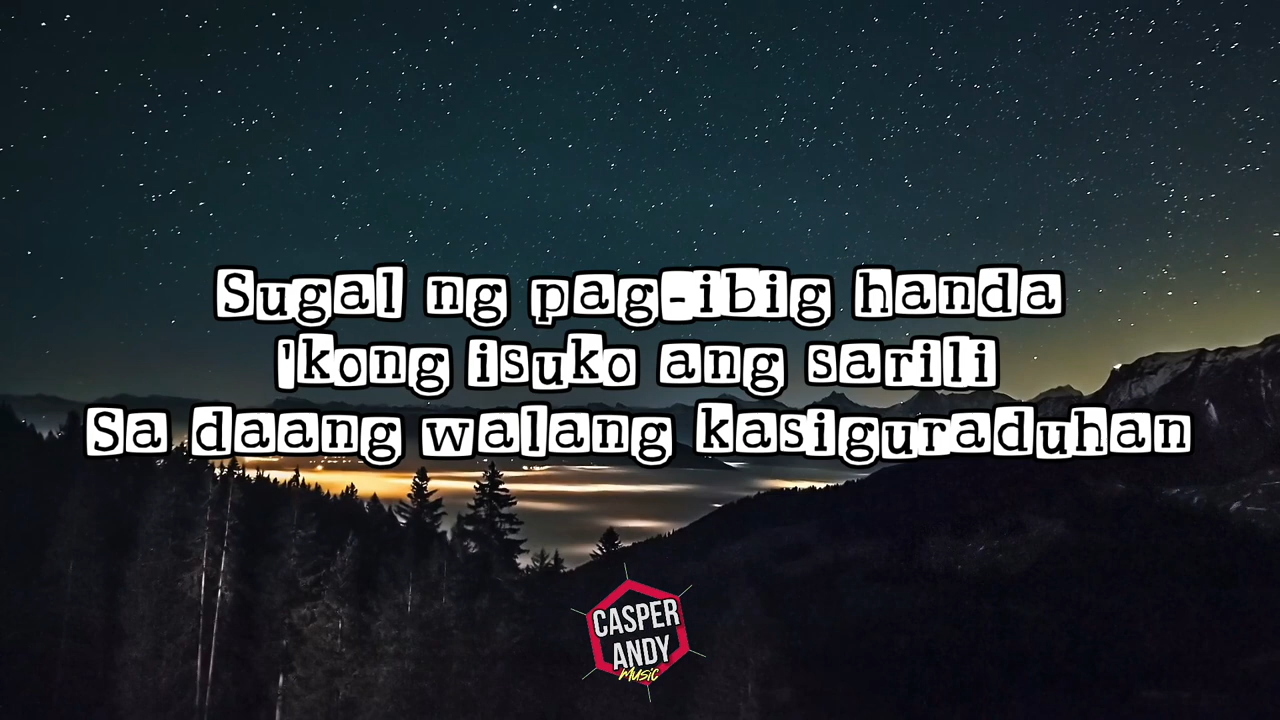 Sugal ng pag-ibig handa
'kong isuko ang sarili
Sa daang walang kasiguraduhan
CASPER
ANDY
MUSIC